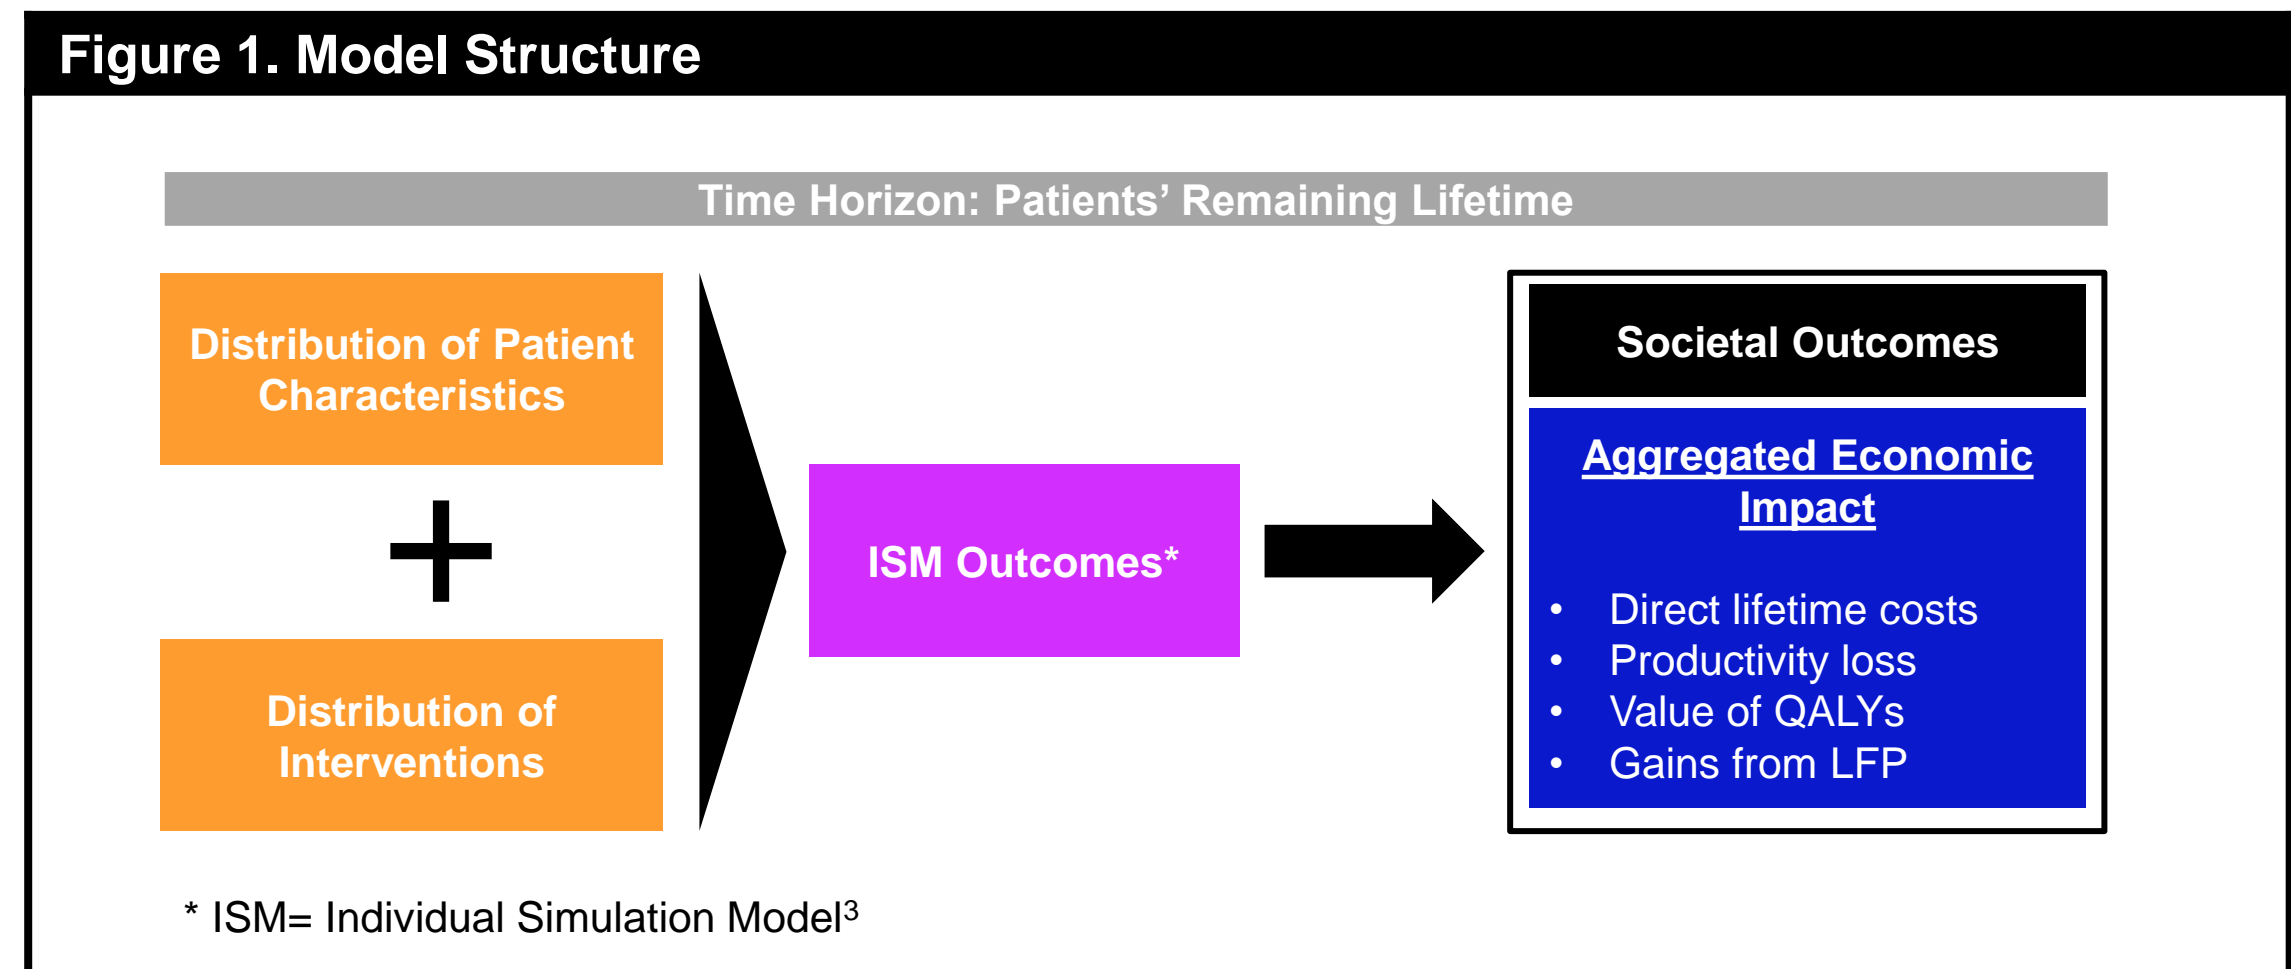 Figure 1. Model Structure
Time Horizon: Patients’ Remaining Lifetime
Distribution of Patient
Characteristics
+
Distribution of
Interventions
ISM Outcomes*
Societal Outcomes
Aggregated Economic
Impact
• Direct lifetime costs
• Productivity loss
• Value of QALYs
• Gains from LFP
* ISM= Individual Simulation Model³